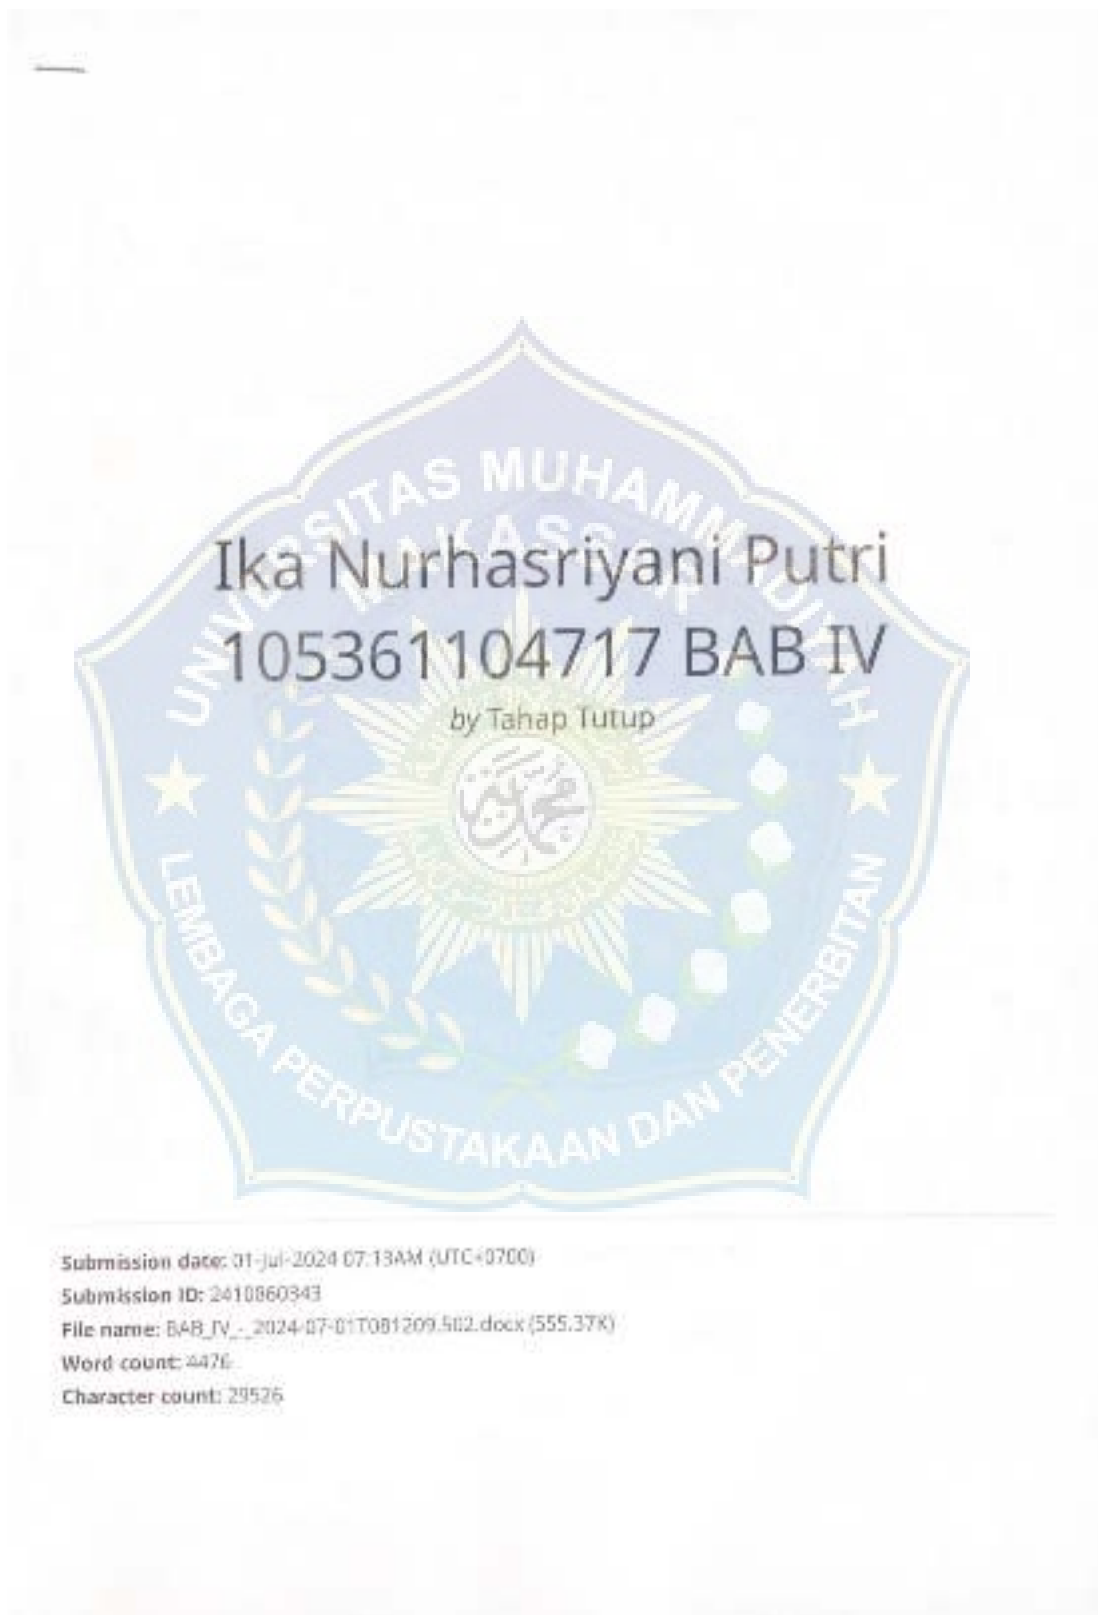 UNIVERSITAS MUHAMMADIYAH
MAKASSAR
Ika Nurhasriyani Putri
105361104717 BAB IV
by Tahap Tutup
محمد
LEMBAGA PERPUSTAKAAN DAN PENERBITAN
Submission date: 01-Jul-2024 07:13AM (UTC+0700)
Submission ID: 2410860343
File name: BAB_IV_-_2024-07-01T081209.502.docx (555.37K)
Word count: 4476
Character count: 29526